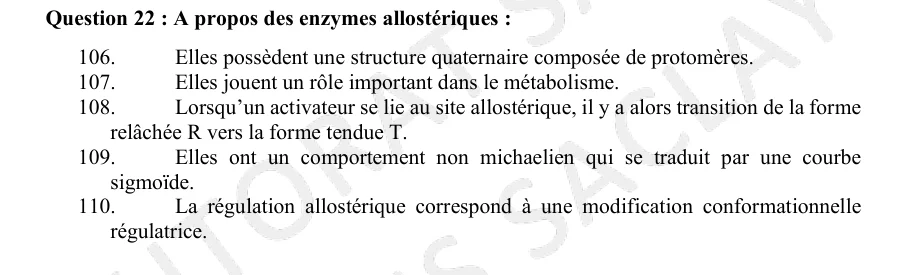 Question 22 : A propos des enzymes allostériques :
106. Elles possèdent une structure quaternaire composée de protomères.
107. Elles jouent un rôle important dans le métabolisme.
108. Lorsqu'un activateur se lie au site allostérique, il y a alors transition de la forme
relâchée R vers la forme tendue T.
109. Elles ont un comportement non michaelien qui se traduit par une courbe
sigmoïde.
110. La régulation allostérique correspond à une modification conformationnelle
régulatrice.